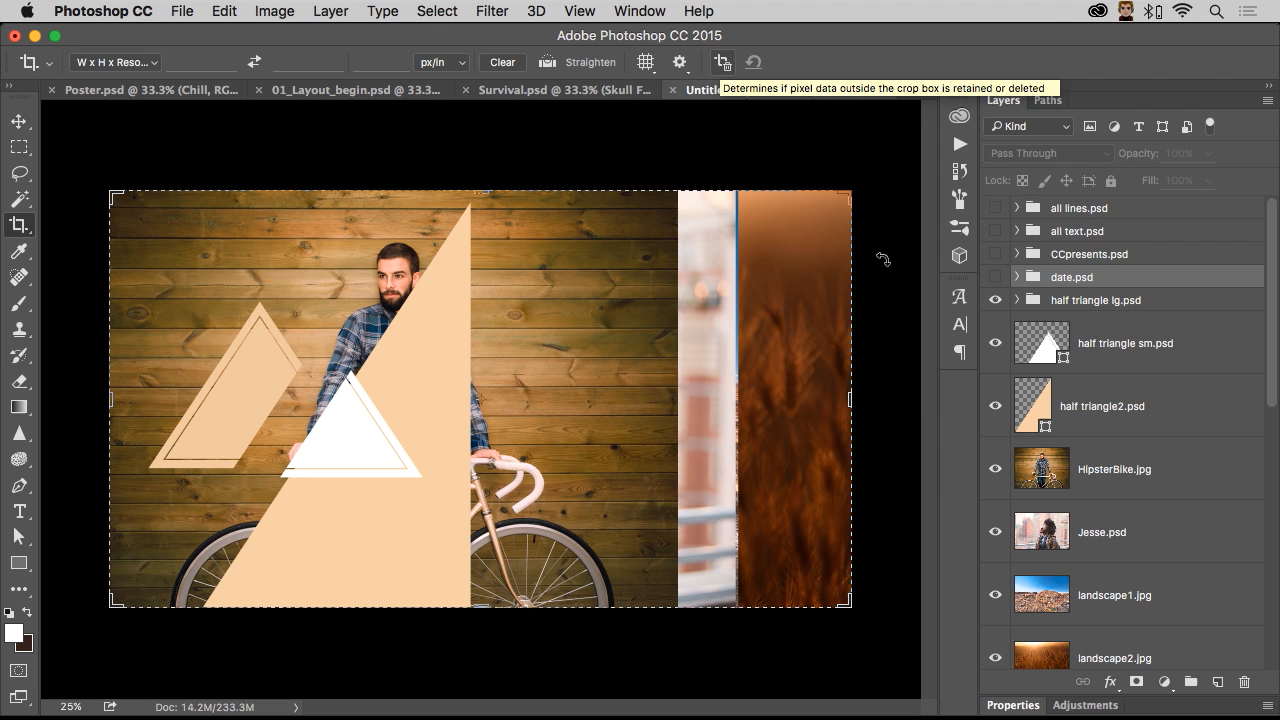 Photoshop CC File Edit Image Layer Type Select Filter 3D View Window Help
Adobe Photoshop CC 2015
W x H x Reso... px/in Clear Straighten
Poster.psd @ 33.3% (Chill, RG... 01_Layout_begin.psd @ 33.3... Survival.psd @ 33.3% (Skull F... Untitle
Determines if pixel data outside the crop box is retained or deleted
Layers Paths
Kind
Pass Through Opacity: 100%
Lock: Fill: 100%
all lines.psd
all text.psd
CCpresents.psd
date.psd
half triangle lg.psd
half triangle sm.psd
half triangle2.psd
HipsterBike.jpg
Jesse.psd
landscape1.jpg
landscape2.jpg
25% Doc: 14.2M/233.3M
Properties Adjustments